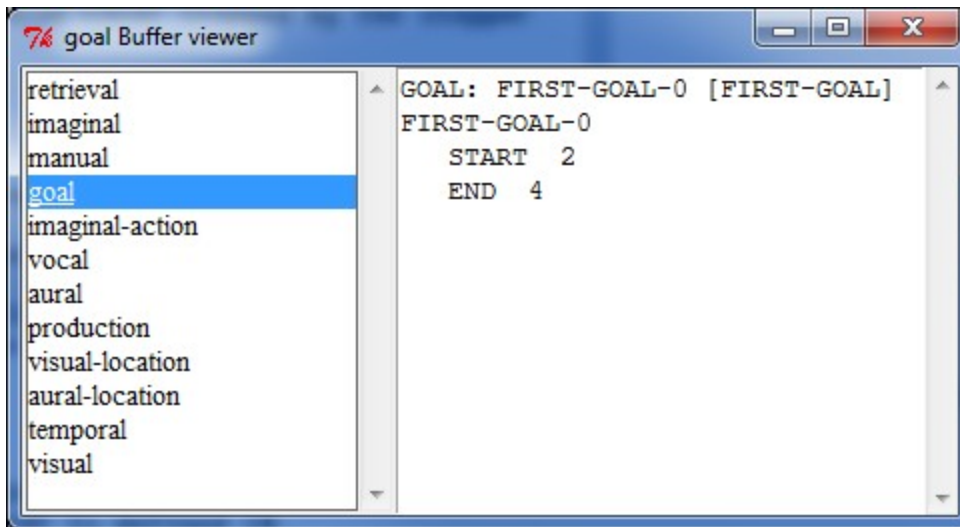 goal Buffer viewer
retrieval
imaginal
manual
goal
imaginal-action
vocal
aural
production
visual-location
aural-location
temporal
visual
GOAL: FIRST-GOAL-0 [FIRST-GOAL]
FIRST-GOAL-0
START 2
END 4